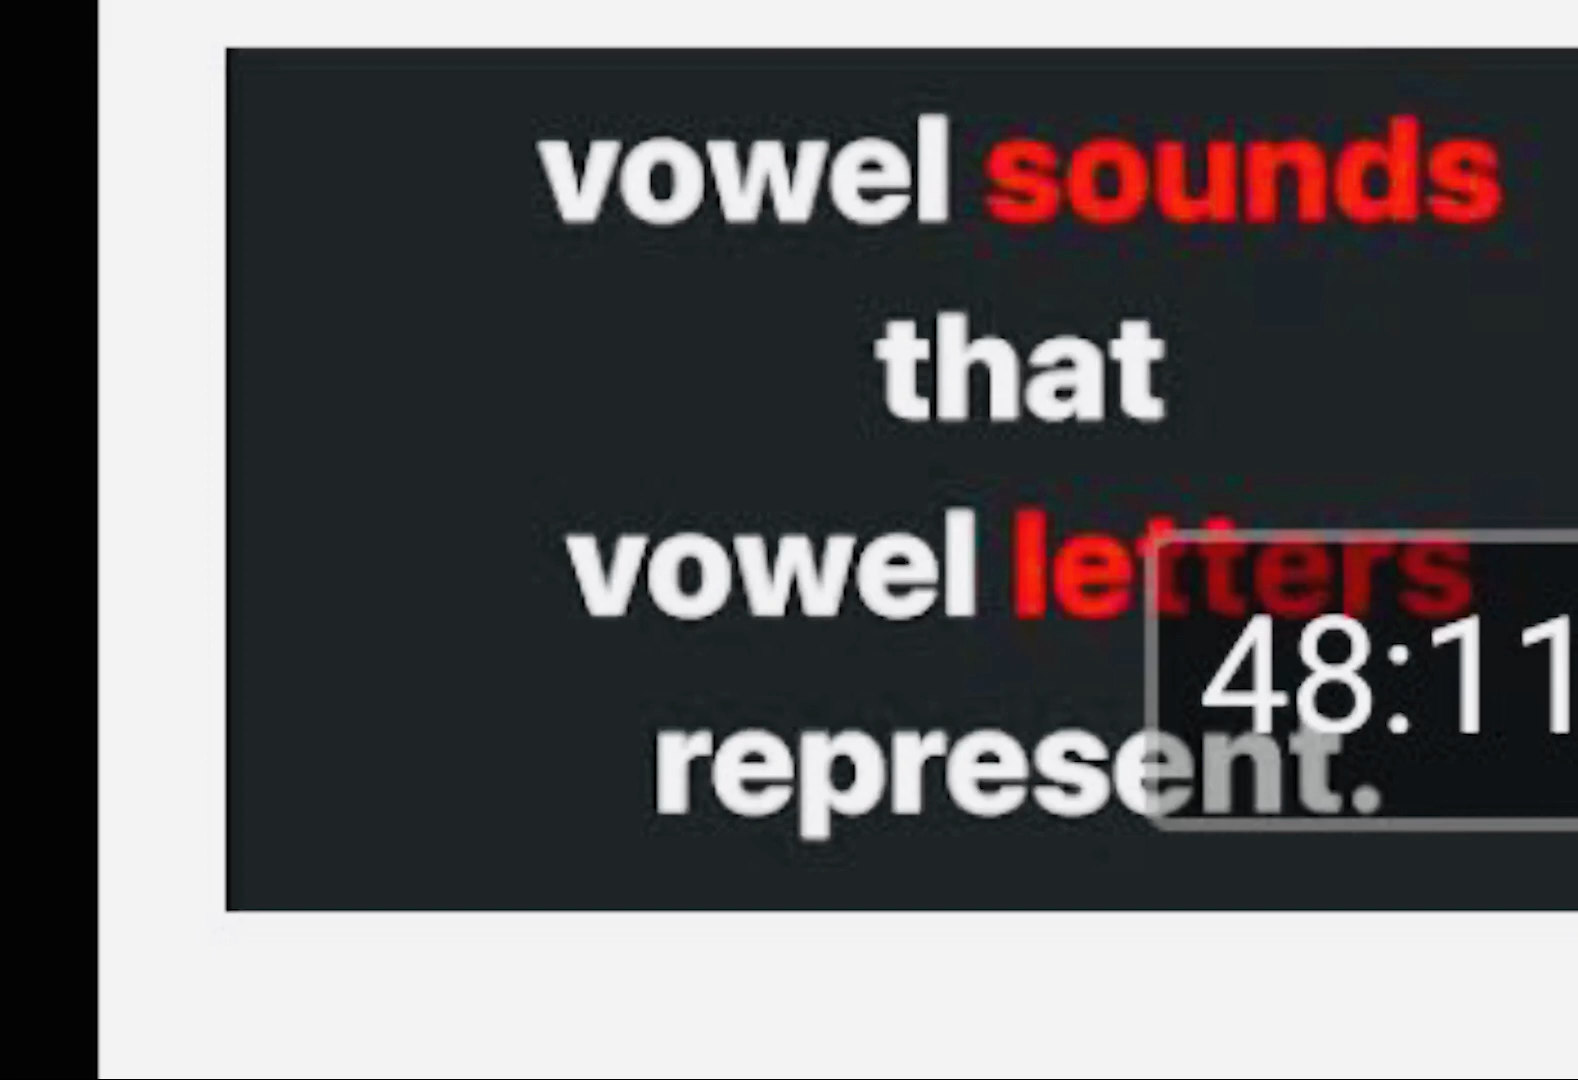 vowel sounds
that
vowel letters
48:11
represent.